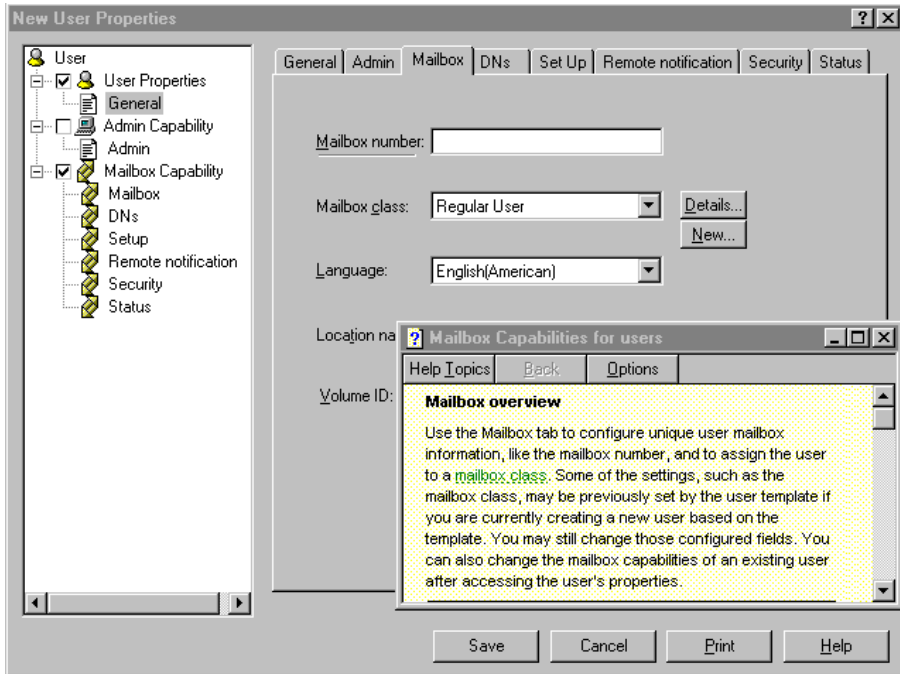 New User Properties
User
User Properties
General
Admin Capability
Admin
Mailbox Capability
Mailbox
DNs
Setup
Remote notification
Security
Status
General Admin Mailbox DNs Set Up Remote notification Security Status
Mailbox number:
Mailbox class: Regular User Details...
New...
Language: English(American)
Location na
Volume ID:
Mailbox Capabilities for users
Help Topics Back Options
Mailbox overview
Use the Mailbox tab to configure unique user mailbox
information, like the mailbox number, and to assign the user
to a mailbox class. Some of the settings, such as the
mailbox class, may be previously set by the user template if
you are currently creating a new user based on the
template. You may still change those configured fields. You
can also change the mailbox capabilities of an existing user
after accessing the user's properties.
Save Cancel Print Help